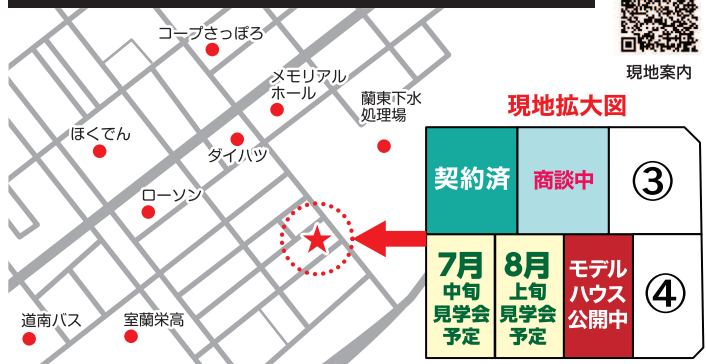 コープさっぽろ
現地案内
メモリアル
ホール
蘭東下水
処理場
現地拡大図
ほくでん
ダイハツ
契約済
商談中
③
ローソン
7月
中旬
見学会
予定
8月
上旬
見学会
予定
モデル
ハウス
公開中
④
道南バス
室蘭栄高